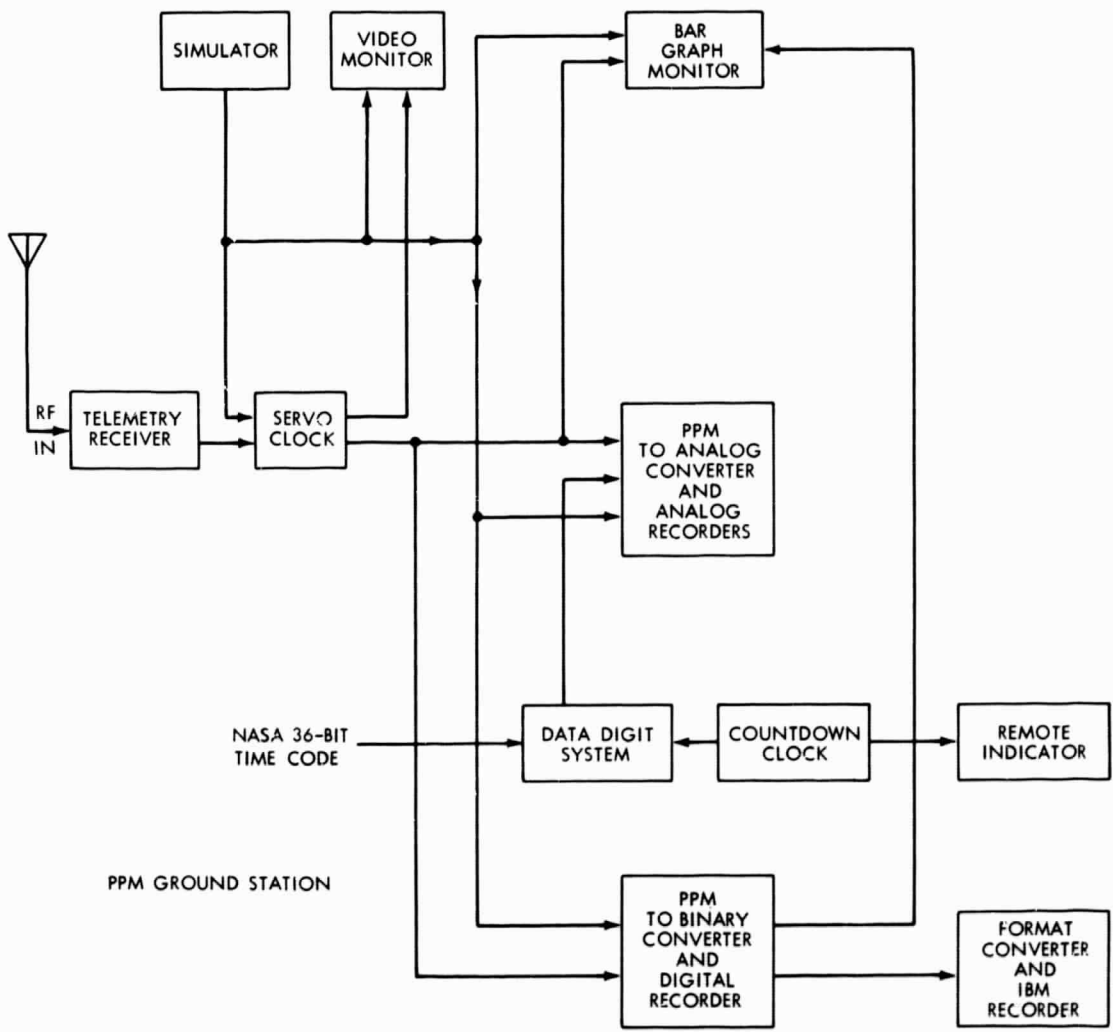 SIMULATOR
VIDEO
MONITOR
BAR
GRAPH
MONITOR
RF
IN
TELEMETRY
RECEIVER
SERVO
CLOCK
PPM
TO ANALOG
CONVERTER
AND
ANALOG
RECORDERS
NASA 36-BIT
TIME CODE
DATA DIGIT
SYSTEM
COUNTDOWN
CLOCK
REMOTE
INDICATOR
PPM GROUND STATION
PPM
TO BINARY
CONVERTER
AND
DIGITAL
RECORDER
FORMAT
CONVERTER
AND
IBM
RECORDER